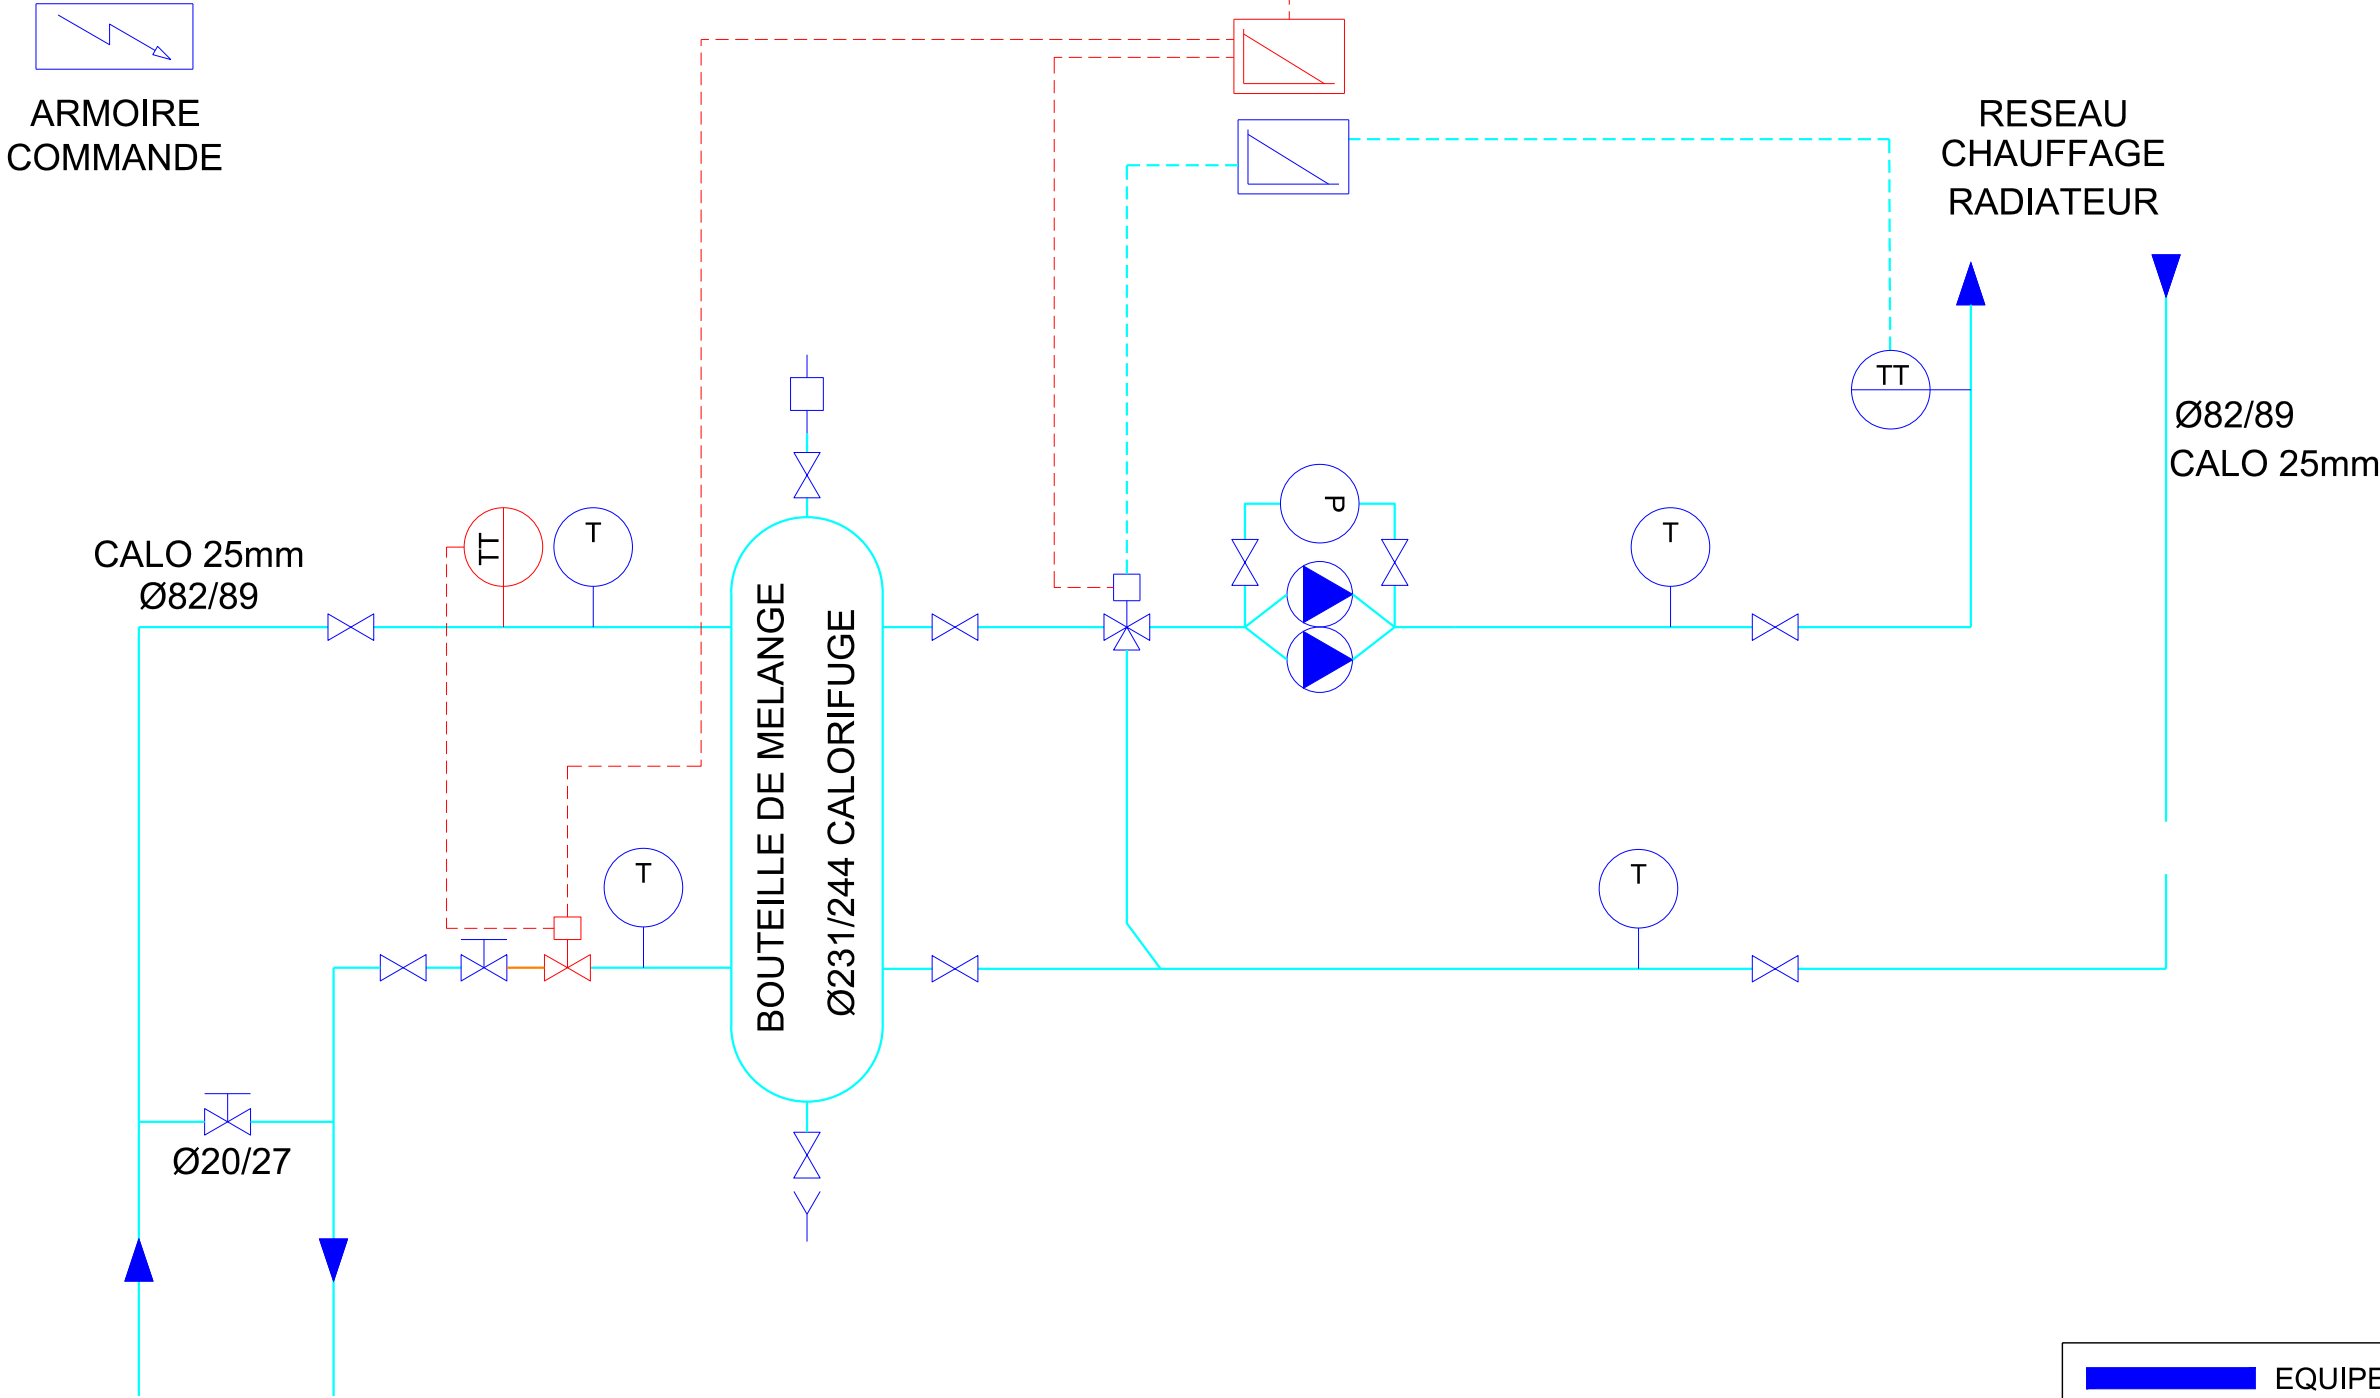 ARMOIRE
COMMANDE
RESEAU
CHAUFFAGE
RADIATEUR
TT
Ø82/89
CALO 25mm
P
CALO 25mm
Ø82/89
TT
T
T
BOUTEILLE DE MELANGE
Ø231/244 CALORIFUGE
T
T
Ø20/27